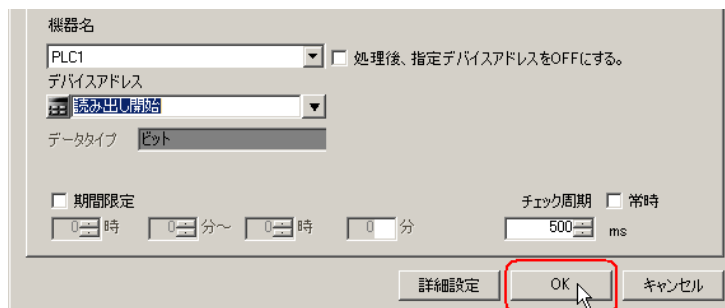 機器名
PLC1 処理後、指定デバイスアドレスをOFFにする。
デバイスアドレス
読み出し開始
データタイプ ビット
期間限定 チェック周期 常時
0 時 0 分～ 0 時 0 分 500 ms
詳細設定 OK キャンセル